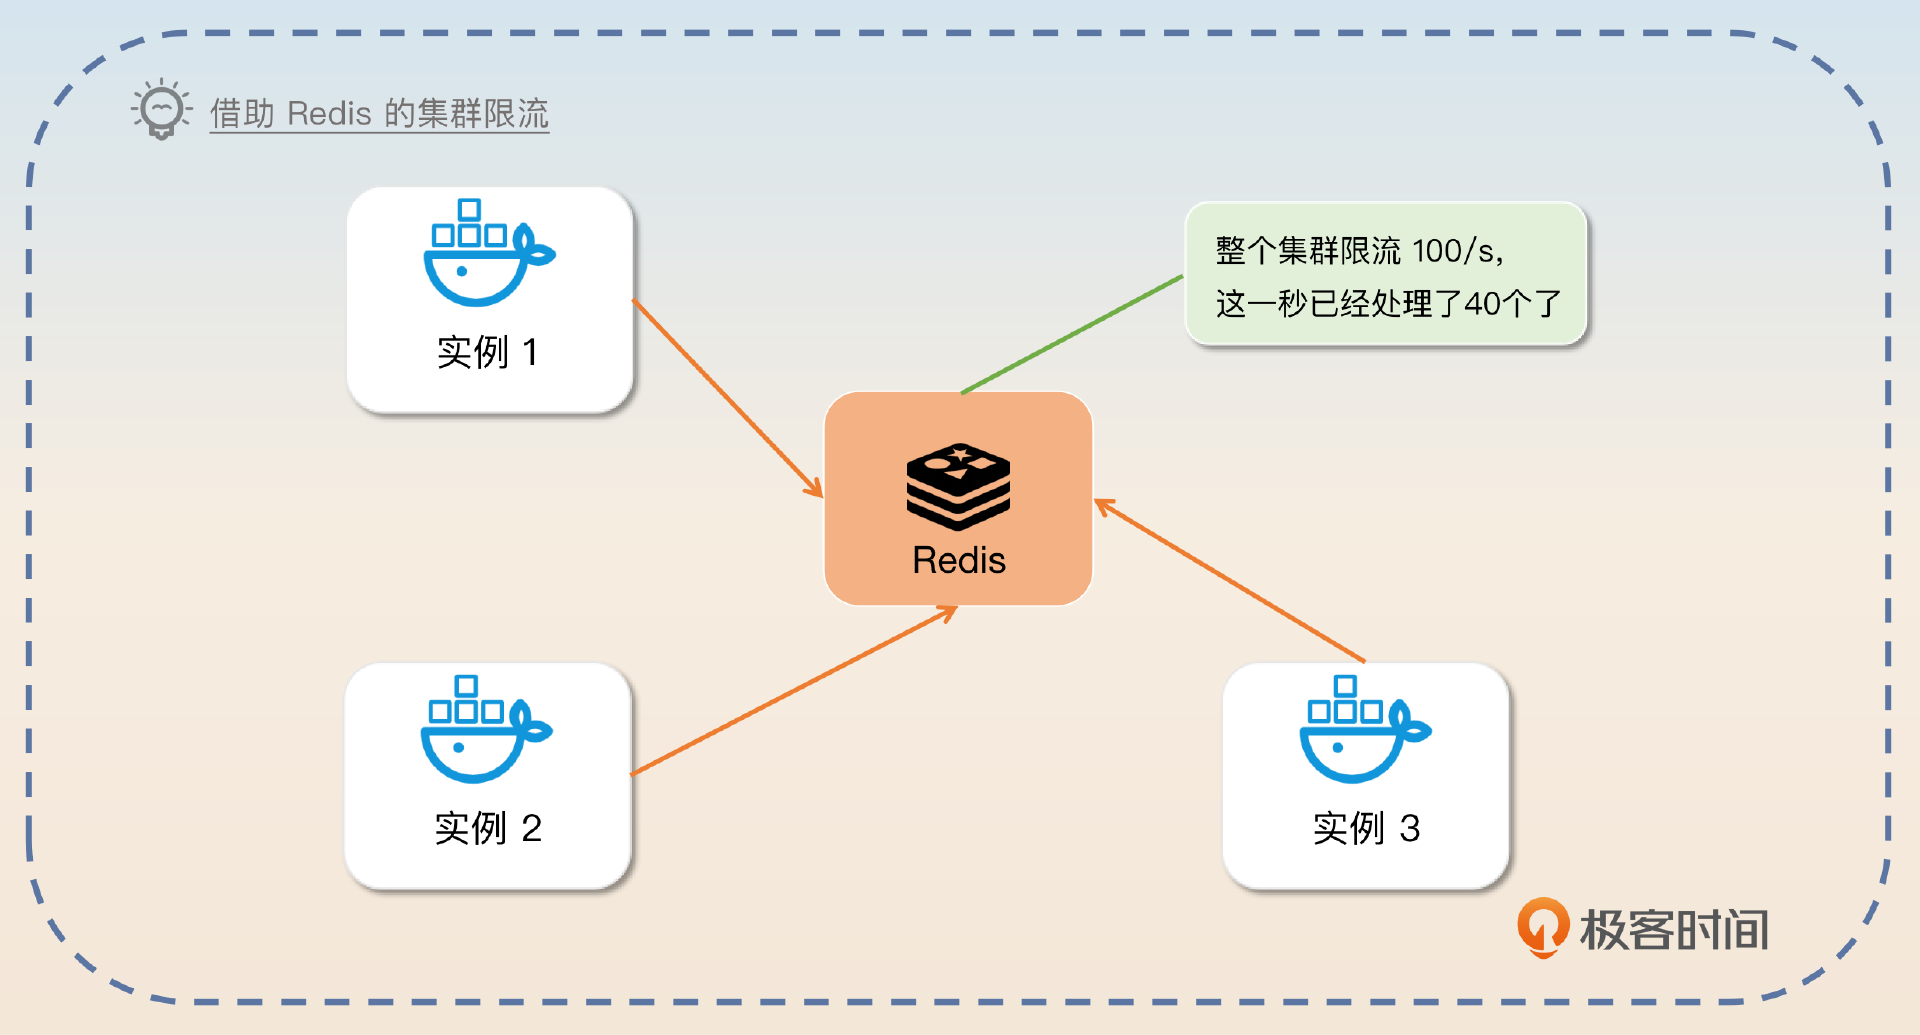 借助 Redis 的集群限流
实例 1
整个集群限流 100/s,
这一秒已经处理了40个了
Redis
实例 2
实例 3
极客时间